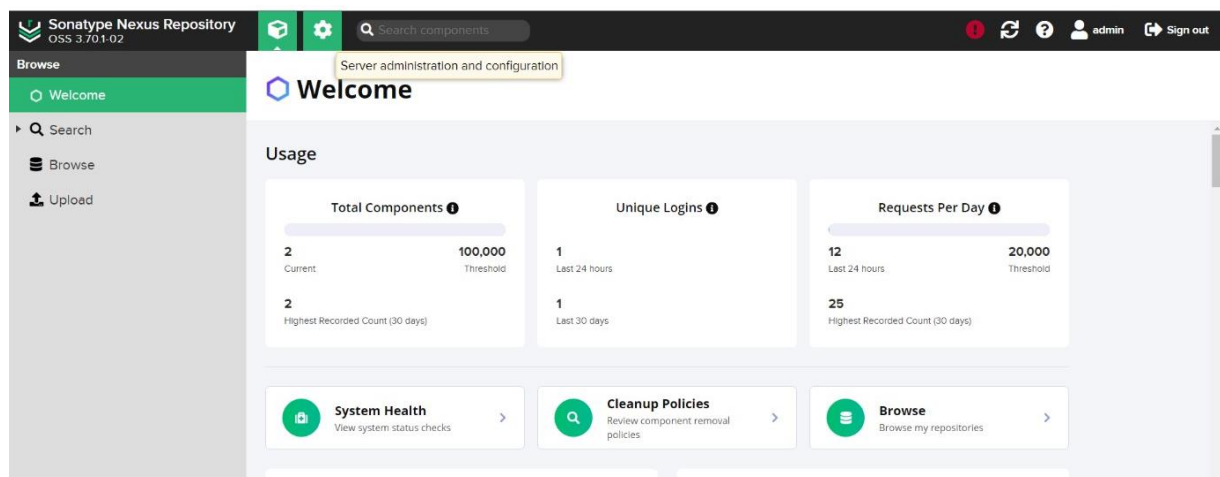 Sonatype Nexus Repository
OSS 3.70.1-02
Search components
admin
Sign out
Browse
Server administration and configuration
Welcome
Welcome
Search
Browse
Upload
Usage
Total Components
2
100,000
Current
Threshold
2
Highest Recorded Count (30 days)
Unique Logins
1
Last 24 hours
1
Last 30 days
Requests Per Day
12
20,000
Last 24 hours
Threshold
25
Highest Recorded Count (30 days)
System Health
View system status checks
Cleanup Policies
Review component removal
policies
Browse
Browse my repositories